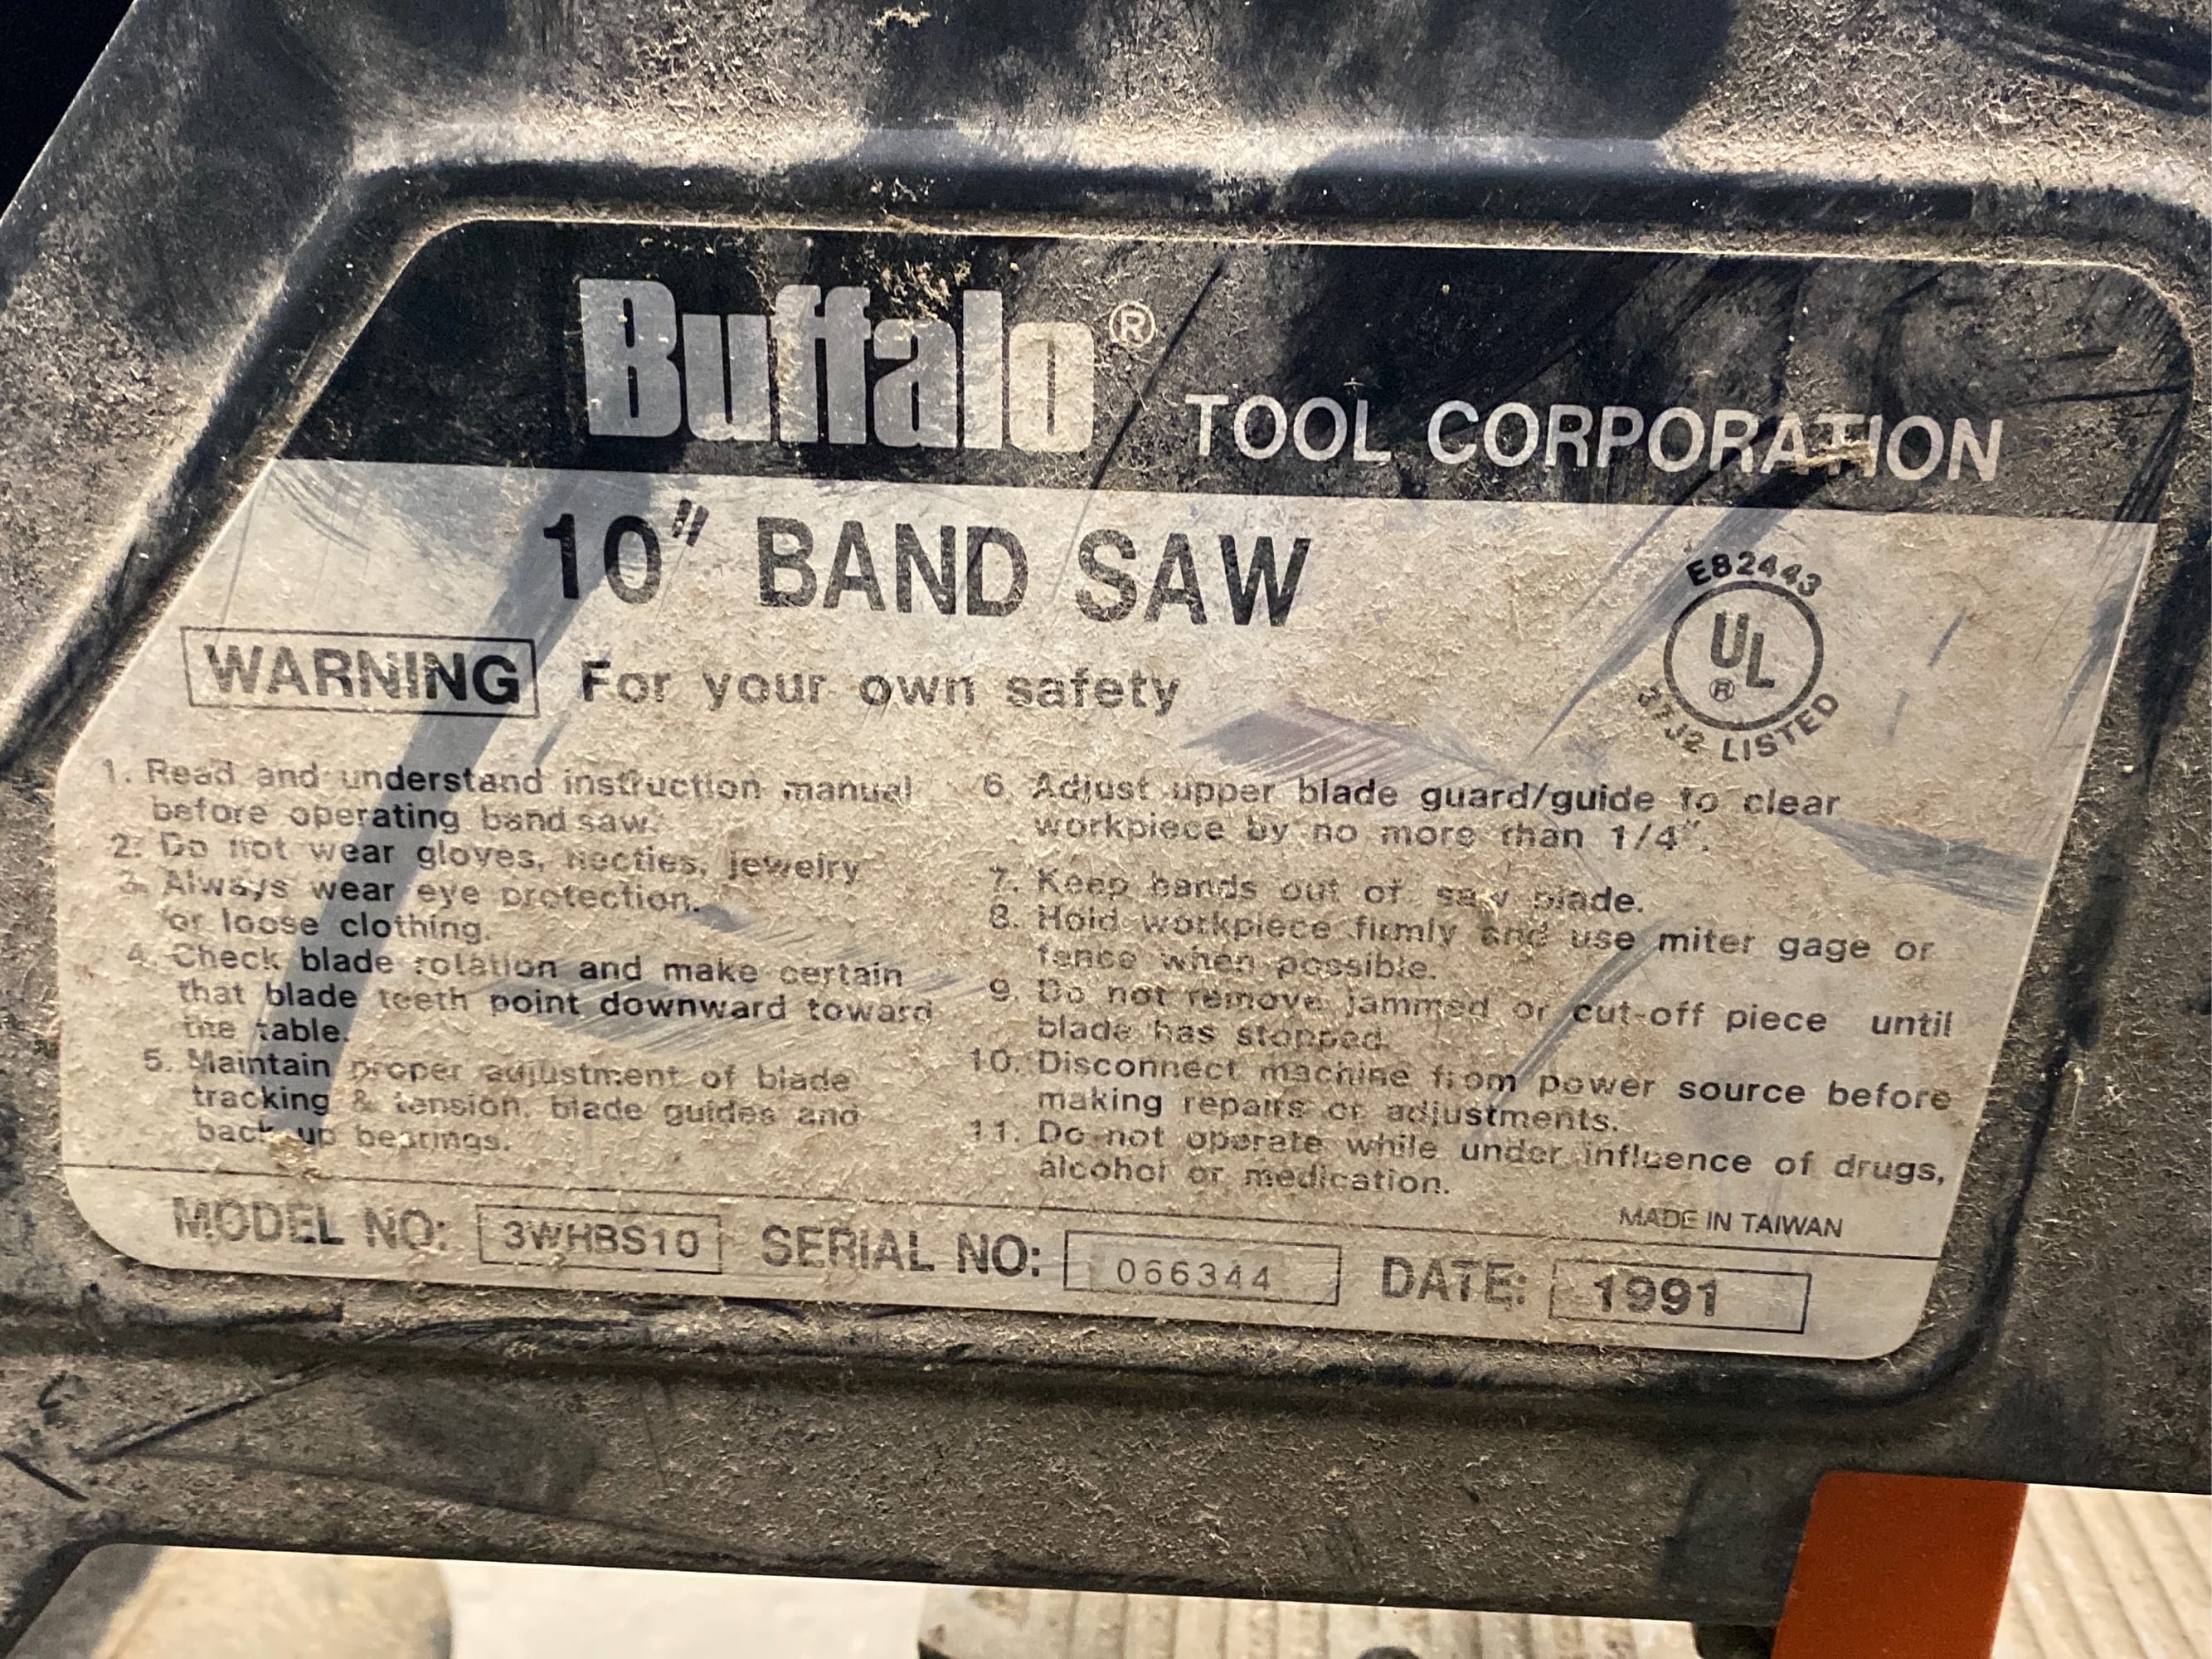 Buffalo® TOOL CORPORATION
10" BAND SAW
E82443
UL®
37J2 LISTED
WARNING For your own safety
1. Read and understand instruction manual
before operating band saw.
2. Do not wear gloves, necties, jewelry
3. Always wear eye protection.
or loose clothing.
4. Check blade rotation and make certain
that blade teeth point downward toward
the table.
5. Maintain proper adjustment of blade
tracking & tension, blade guides and
back up bearings.
6. Adjust upper blade guard/guide to clear
workpiece by no more than 1/4".
7. Keep hands out of saw blade.
8. Hold workpiece firmly and use miter gage or
fence when possible.
9. Do not remove jammed or cut-off piece until
blade has stopped.
10. Disconnect machine from power source before
making repairs or adjustments.
11. Do not operate while under influence of drugs,
alcohol or medication.
MADE IN TAIWAN
MODEL NO: 3WHBS10 SERIAL NO: 066344 DATE: 1991